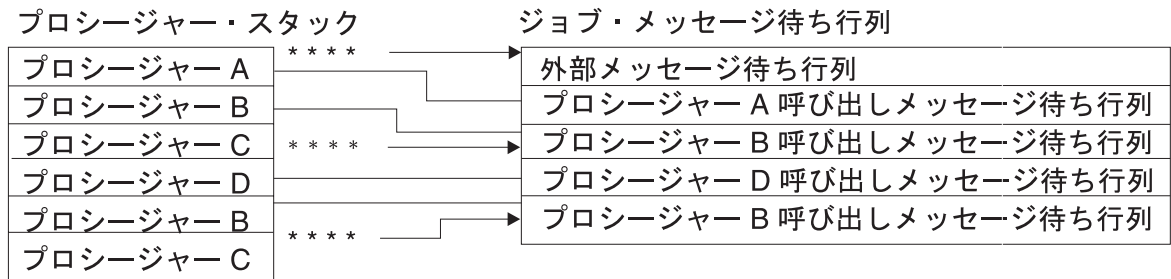 プロシージャー・スタック
ジョブ・メッセージ待ち行列
プロシージャー A
プロシージャー B
プロシージャー C
プロシージャー D
プロシージャー B
プロシージャー C
****
****
****
外部メッセージ待ち行列
プロシージャー A 呼び出しメッセージ待ち行列
プロシージャー B 呼び出しメッセージ待ち行列
プロシージャー D 呼び出しメッセージ待ち行列
プロシージャー B 呼び出しメッセージ待ち行列